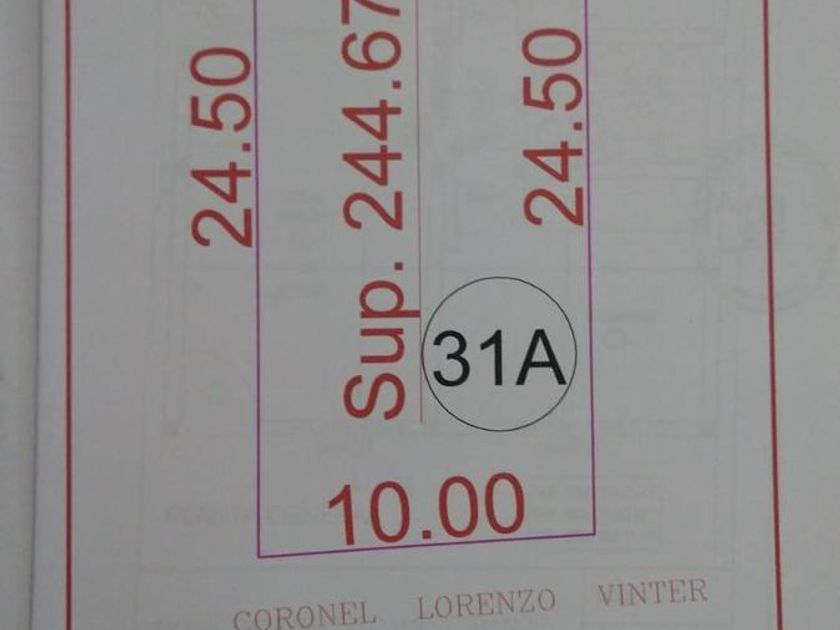 24.50
Sup. 244.67
24.50
31A
10.00
CORONEL LORENZO VINTER